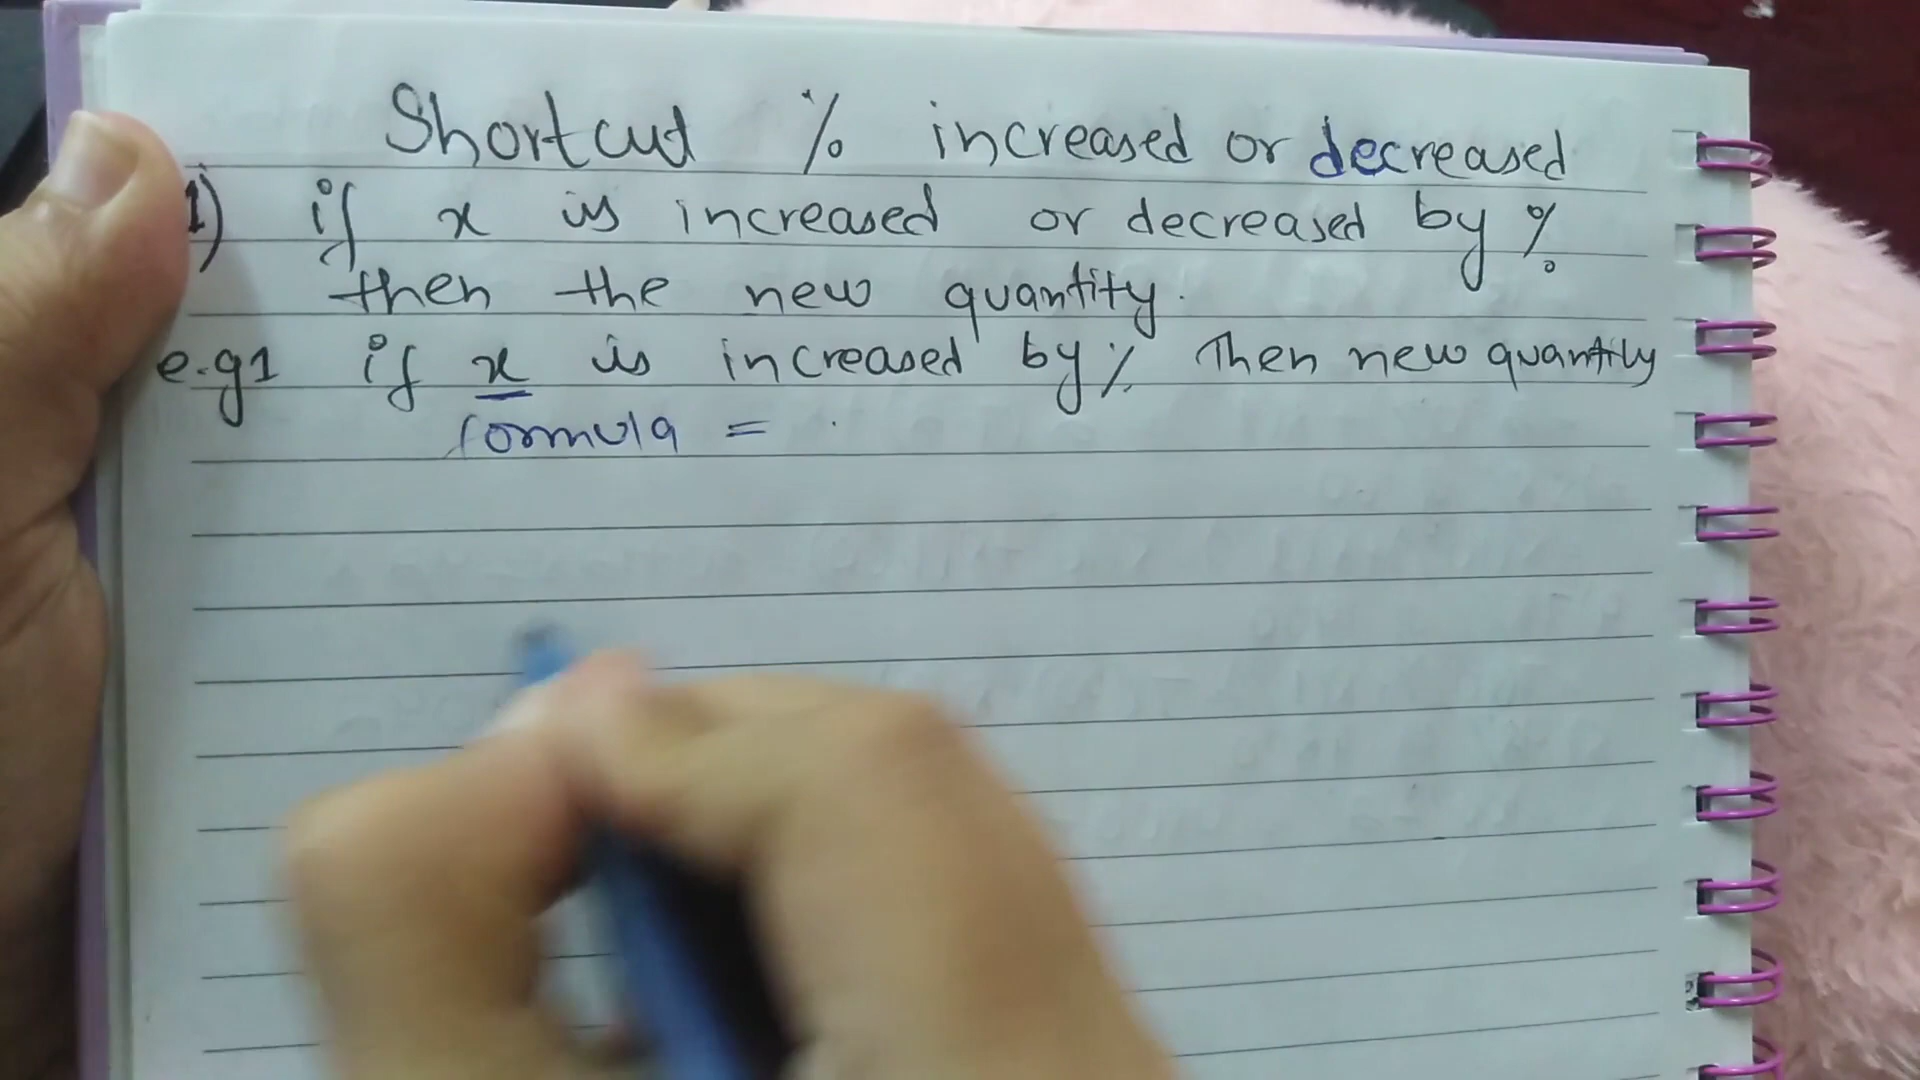 Shortcut % increased or decreased
1) if x is increased or decreased by %
then the new quantity.
e.g1 if x is increased by % Then new quantity
formula =